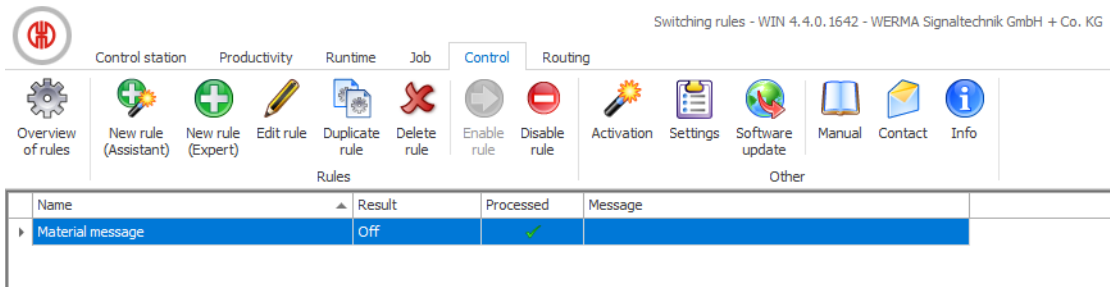 Switching rules - WIN 4.4.0.1642 - WERMA Signaltechnik GmbH + Co. KG
Control station Productivity Runtime Job Control Routing
Overview of rules
New rule (Assistant)
New rule (Expert)
Edit rule
Duplicate rule
Delete rule
Enable rule
Disable rule
Activation
Settings
Software update
Manual
Contact
Info
Rules
Other
Name Result Processed Message
Material message Off